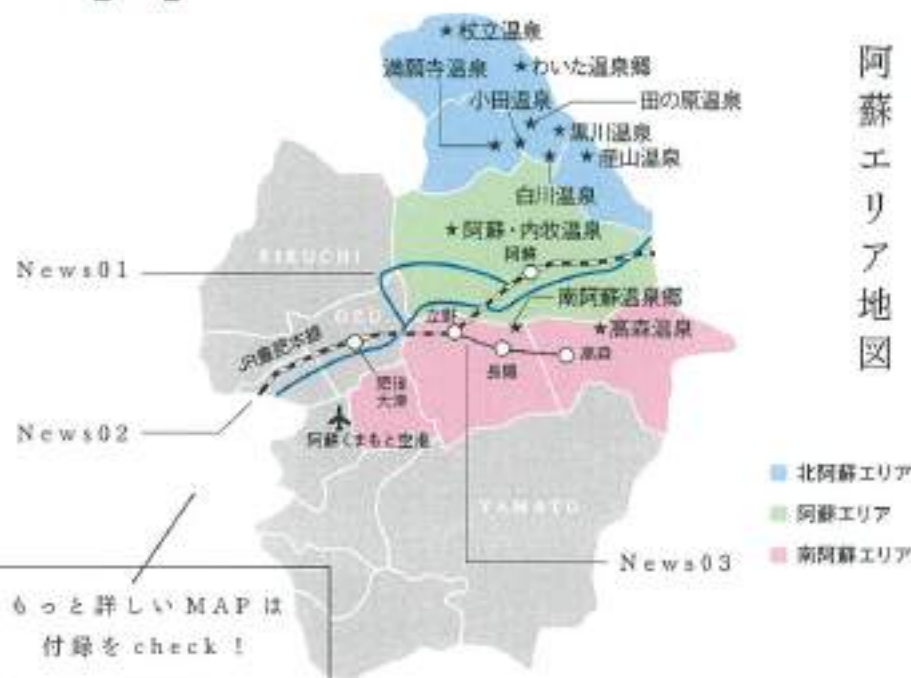 阿蘇エリア地図
★杖立温泉
満願寺温泉
★わいた温泉郷
小田温泉
田の原温泉
★黒川温泉
★産山温泉
白川温泉
★阿蘇・内牧温泉
阿蘇
KIKUCHI
News01
南阿蘇温泉郷
OZU
立野
★高森温泉
JR豊肥本線
肥後
大津
長陽
高森
News02
阿蘇くまもと空港
YAMATO
北阿蘇エリア
阿蘇エリア
南阿蘇エリア
News03
もっと詳しいMAPは
付録をcheck！